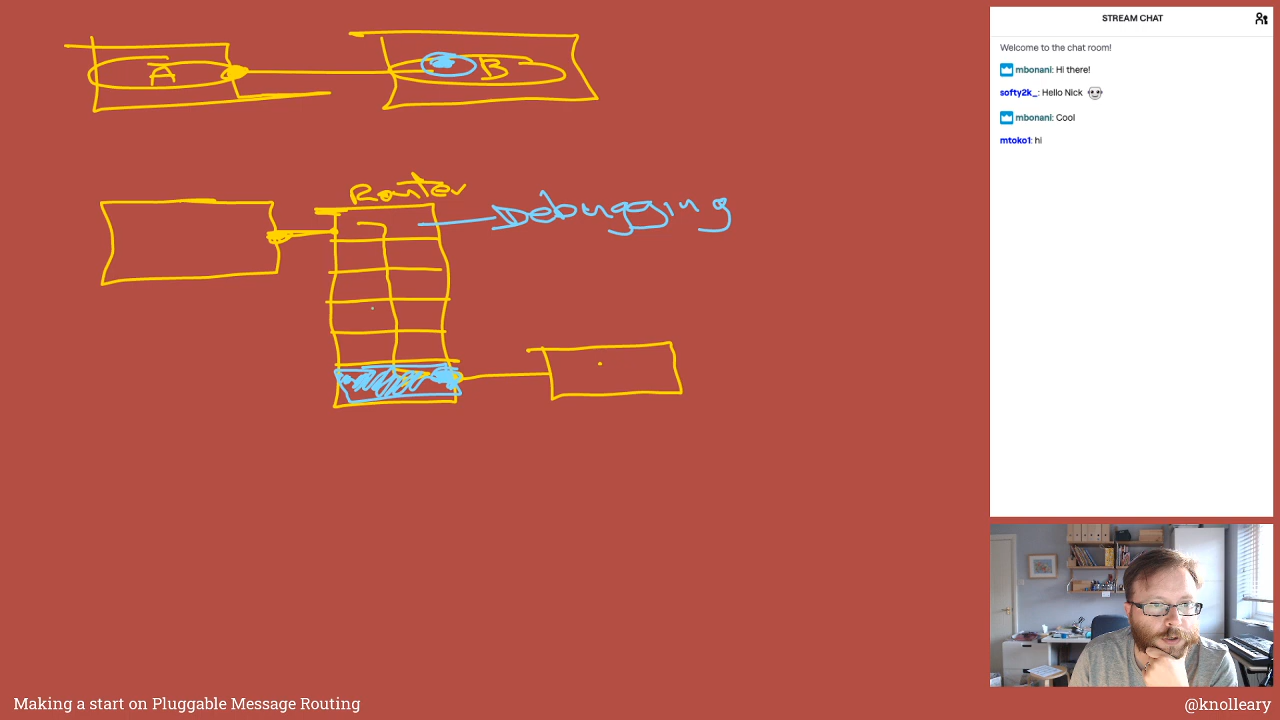 A
B
Router
Debugging
STREAM CHAT
Welcome to the chat room!
mbonani: Hi there!
softy2k_: Hello Nick
mbonani: Cool
mtoko1: hi
Making a start on Pluggable Message Routing
@knolleary